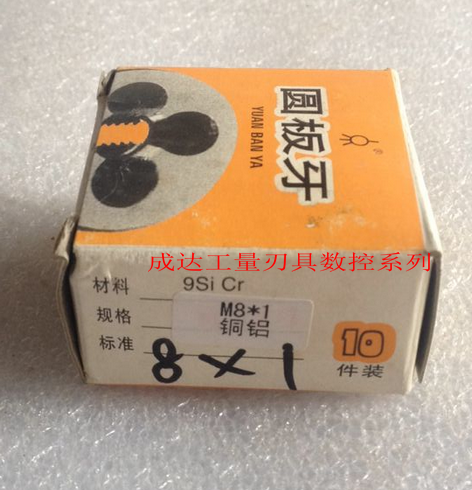 圆板牙
YUAN BAN YA
成达工量刃具数控系列
材料 9Si Cr
规格 M8*1
铜铝
标准
10
件装
8×1